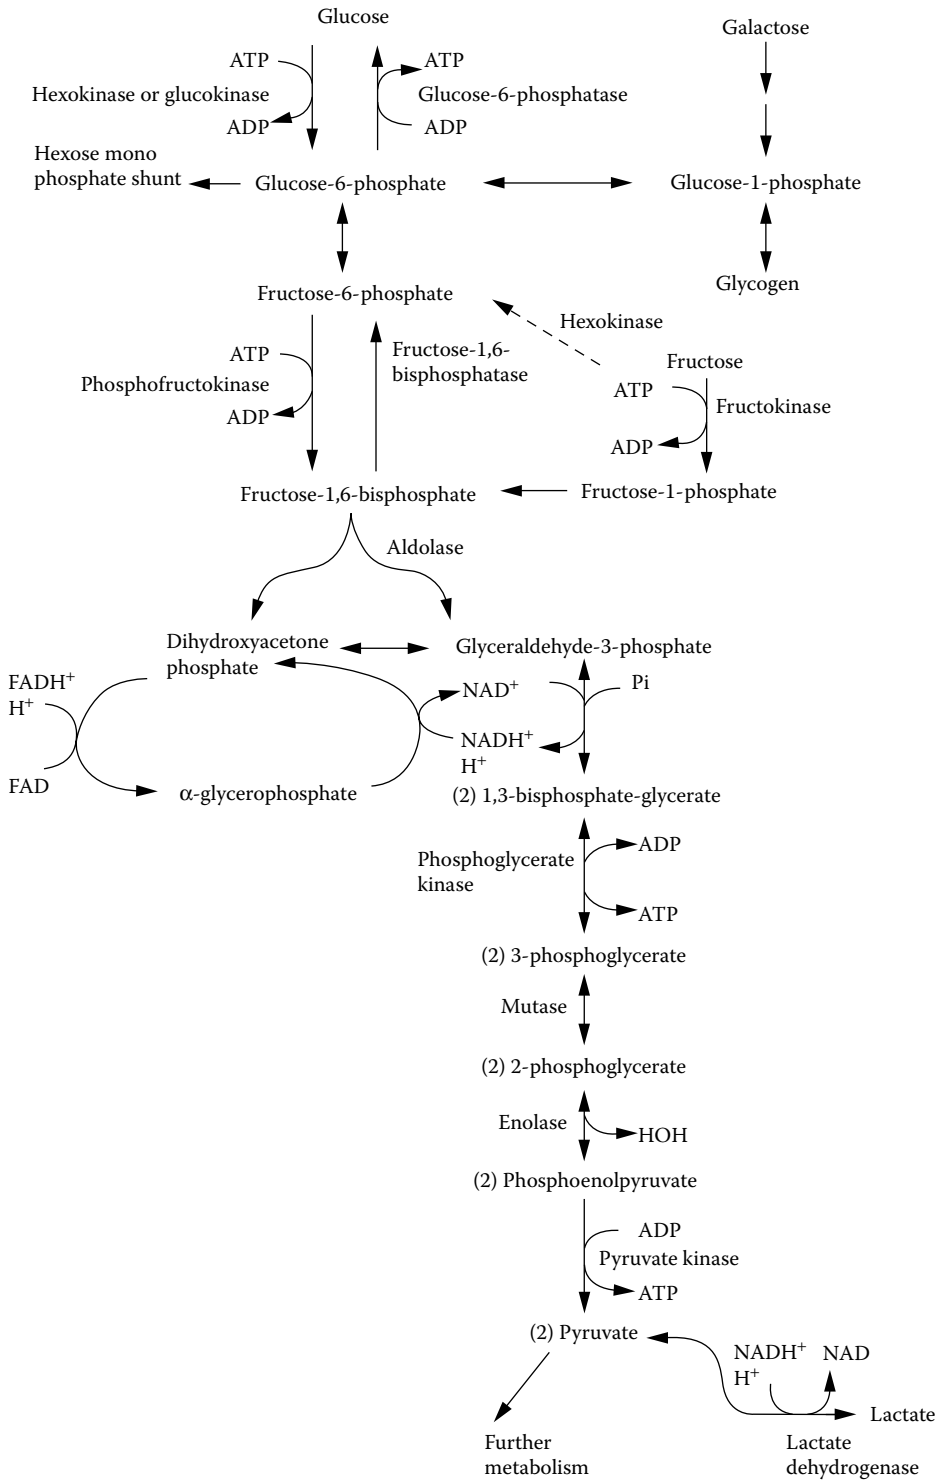 Glucose
Galactose
ATP
ATP
Hexokinase or glucokinase
Glucose-6-phosphatase
ADP
ADP
Hexose mono
phosphate shunt
Glucose-6-phosphate
Glucose-1-phosphate
Glycogen
Fructose-6-phosphate
Hexokinase
ATP
Fructose-1,6-
bisphosphatase
Fructose
Phosphofructokinase
ATP
Fructokinase
ADP
ADP
Fructose-1,6-bisphosphate
Fructose-1-phosphate
Aldolase
Dihydroxyacetone
phosphate
Glyceraldehyde-3-phosphate
FADH⁺
H⁺
NAD⁺
Pi
NADH⁺
H⁺
FAD
α-glycerophosphate
(2) 1,3-bisphosphate-glycerate
ADP
Phosphoglycerate
kinase
ATP
(2) 3-phosphoglycerate
Mutase
(2) 2-phosphoglycerate
Enolase
HOH
(2) Phosphoenolpyruvate
ADP
Pyruvate kinase
ATP
(2) Pyruvate
NADH⁺
H⁺
NAD
Lactate
Further
metabolism
Lactate
dehydrogenase